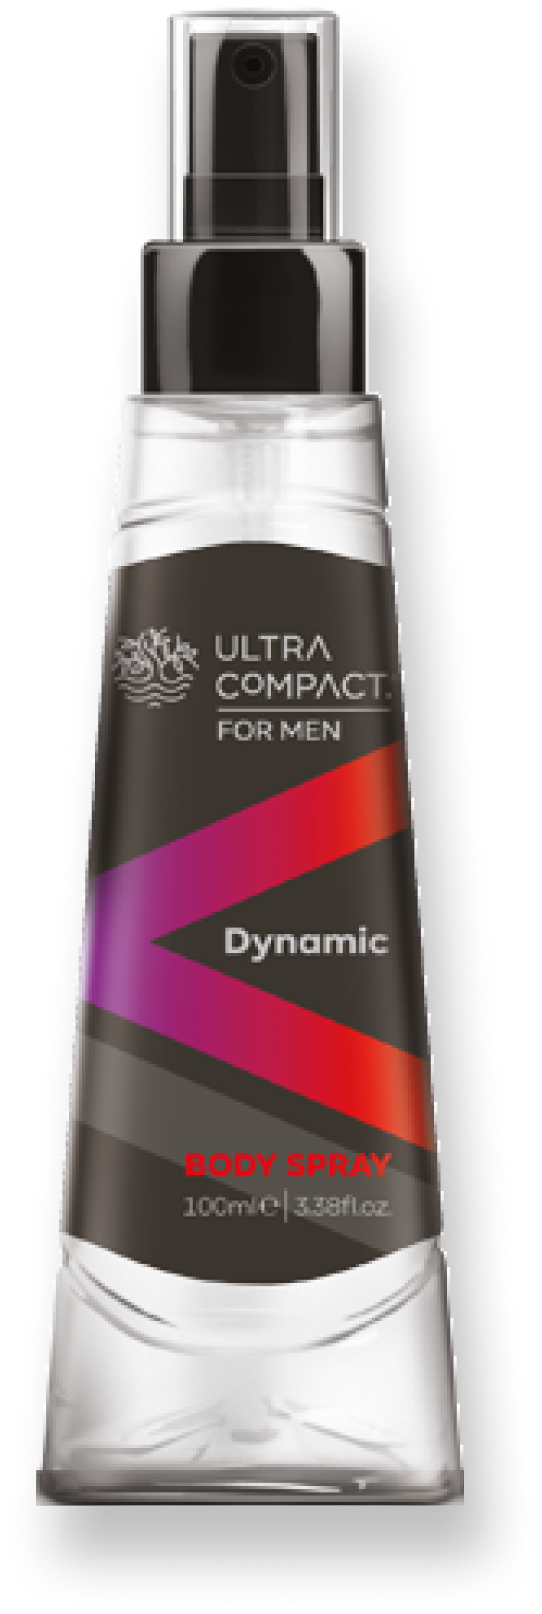 ULTRA
COMPACT.
FOR MEN
Dynamic
BODY SPRAY
100ml℮|3.38fl.oz.